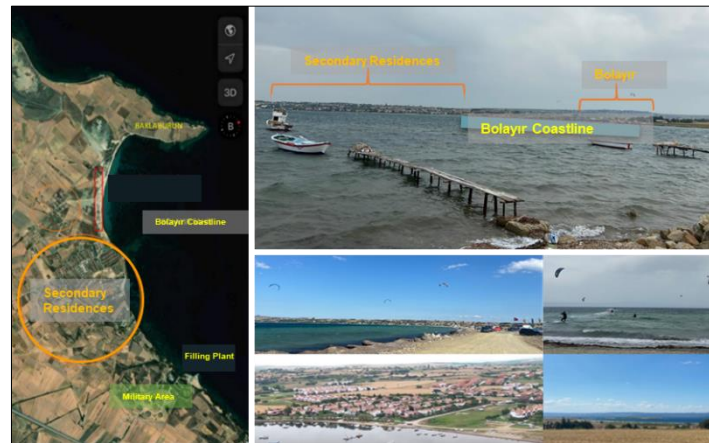 3D
B
BAKLABURUN
Bolayır Coastline
Secondary
Residences
Filling Plant
Military Area
Secondary Residences
Bolayır
Bolayır Coastline